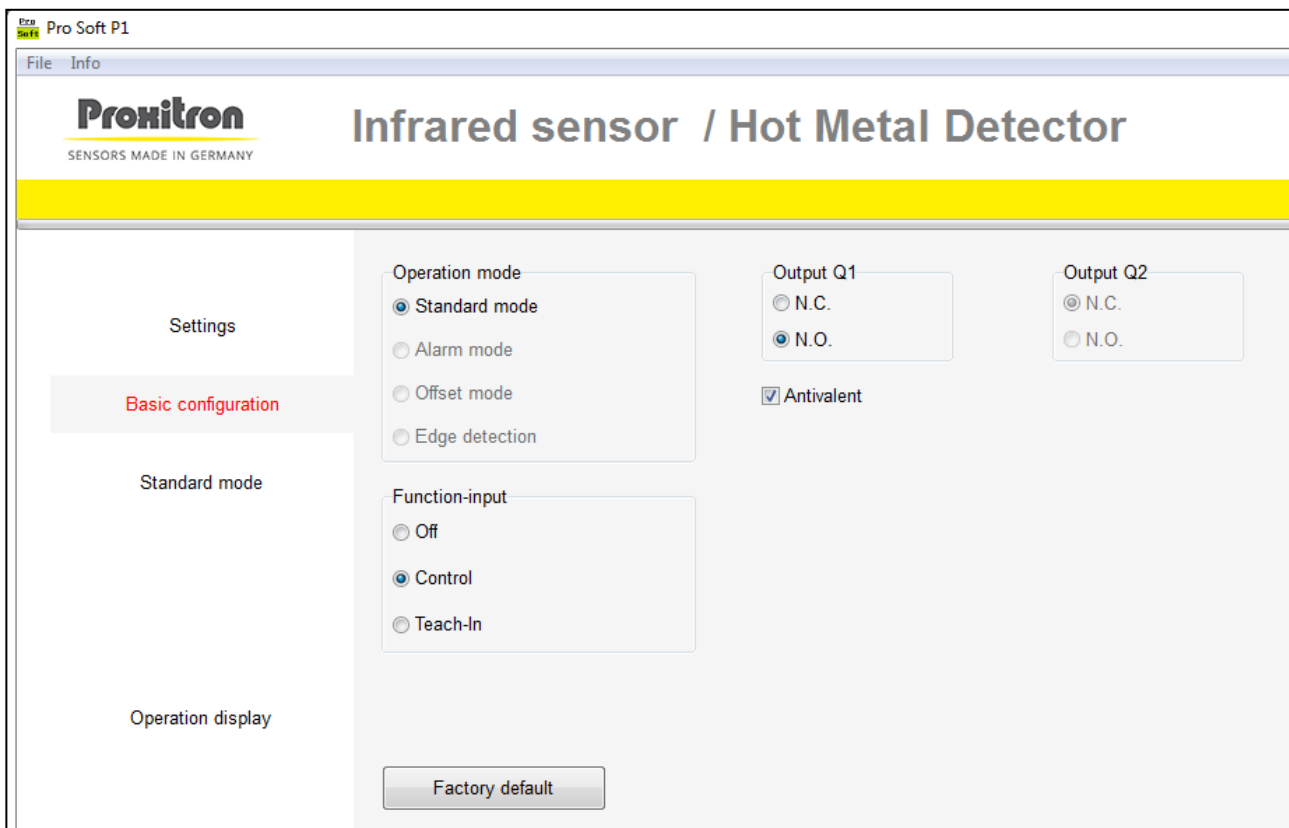 Pro Soft
Pro Soft P1
File Info
Proxitron
SENSORS MADE IN GERMANY
Infrared sensor / Hot Metal Detector
Settings
Basic configuration
Standard mode
Operation display
Operation mode
Standard mode
Alarm mode
Offset mode
Edge detection
Function-input
Off
Control
Teach-In
Factory default
Output Q1
N.C.
N.O.
Antivalent
Output Q2
N.C.
N.O.